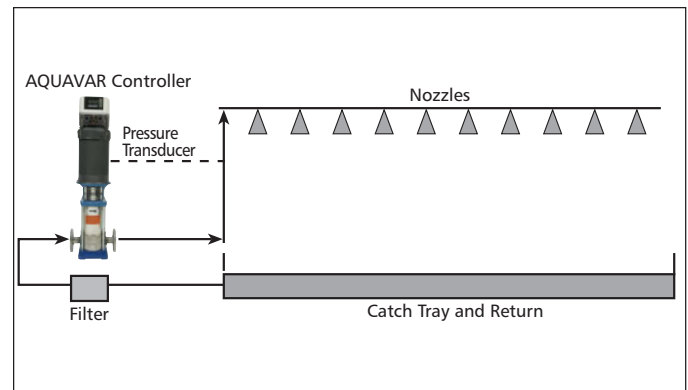 AQUAVAR Controller
Nozzles
Pressure
Transducer
Filter
Catch Tray and Return